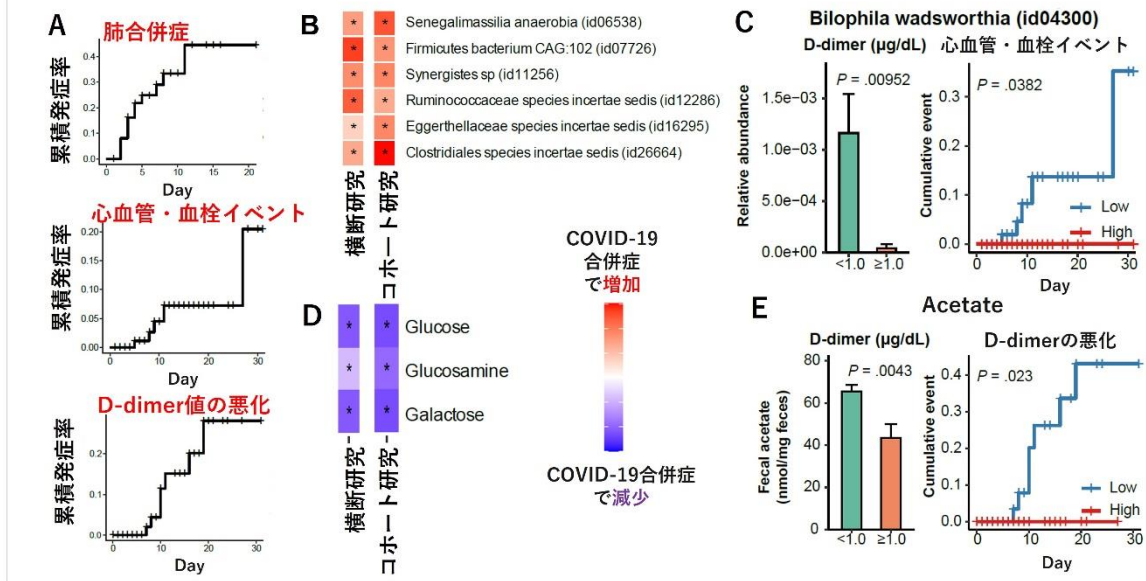 A
肺合併症
累積発症率
0.4
0.3
0.2
0.1
0.0
0 5 10 15 20
Day
心血管・血栓イベント
累積発症率
0.20
0.15
0.10
0.05
0.00
0 10 20 30
Day
D-dimer値の悪化
累積発症率
0.2
0.1
0.0
0 10 20 30
Day
B
* * Senegalimassilia anaerobia (id06538)
* * Firmicutes bacterium CAG:102 (id07726)
* * Synergistes sp (id11256)
* * Ruminococcaceae species incertae sedis (id12286)
* * Eggerthellaceae species incertae sedis (id16295)
* * Clostridiales species incertae sedis (id26664)
横断研究
コホート研究
D
* * Glucose
* * Glucosamine
* * Galactose
横断研究
コホート研究
COVID-19
合併症
で増加
COVID-19合併症
で減少
C
Bilophila wadsworthia (id04300)
D-dimer (μg/dL)
P = .00952
Relative abundance
1.5e-03
1.0e-03
5.0e-04
0.0e+00
<1.0 ≥1.0
心血管・血栓イベント
P = .0382
Cumulative event
0.3
0.2
0.1
0.0
Low
High
0 10 20 30
Day
E
Acetate
D-dimer (μg/dL)
P = .0043
Fecal acetate
(nmol/mg feces)
80
60
40
20
0
<1.0 ≥1.0
D-dimerの悪化
P = .023
Cumulative event
0.4
0.3
0.2
0.1
0.0
Low
High
0 10 20 30
Day